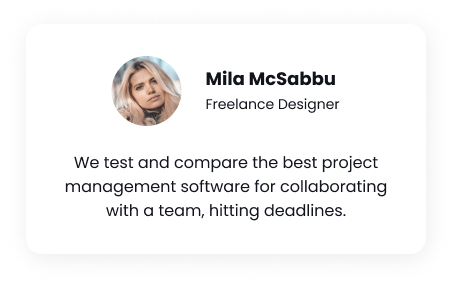 Mila McSabbu
Freelance Designer
We test and compare the best project
management software for collaborating
with a team, hitting deadlines.